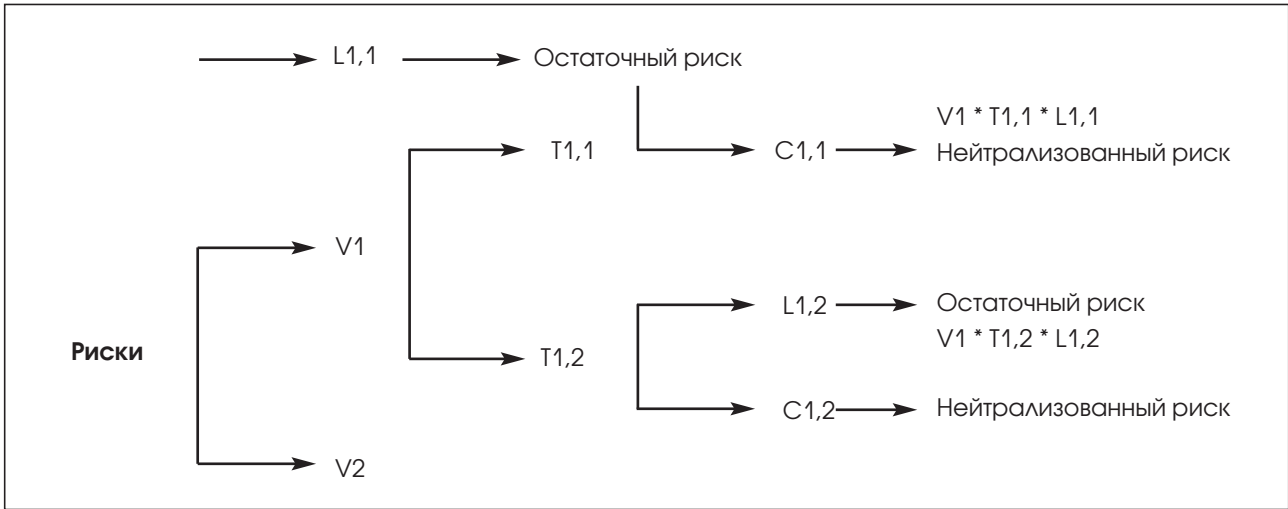 L1,1 Остаточный риск
V1 * T1,1 * L1,1
T1,1 C1,1 Нейтрализованный риск
V1
L1,2 Остаточный риск
V1 * T1,2 * L1,2
Риски T1,2
C1,2 Нейтрализованный риск
V2